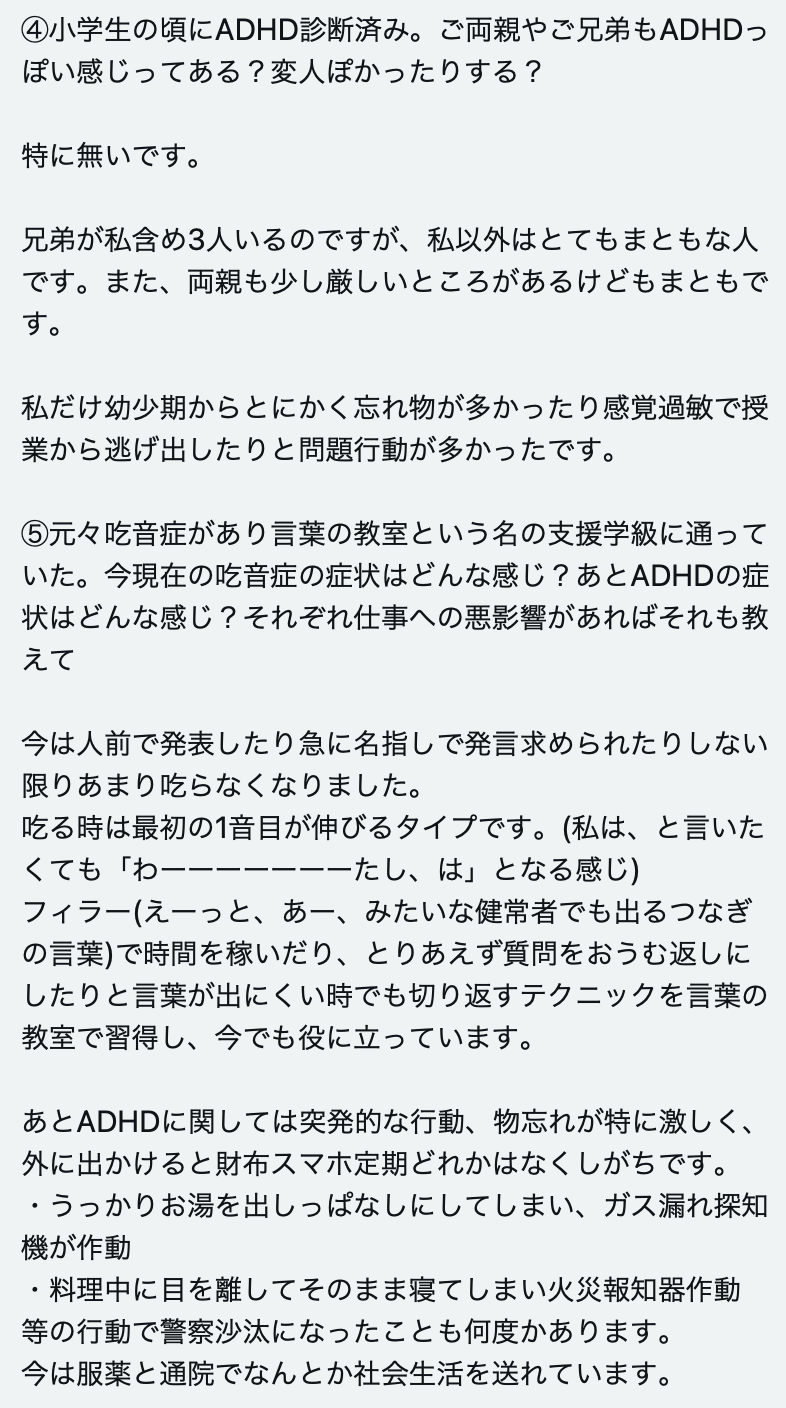 ④小学生の頃にADHD診断済み。ご両親やご兄弟もADHDっ
ぽい感じってある？変人ぽかったりする？
特に無いです。
兄弟が私含め3人いるのですが、私以外はとてもまともな人
です。また、両親も少し厳しいところがあるけどもまともで
す。
私だけ幼少期からとにかく忘れ物が多かったり感覚過敏で授
業から逃げ出したりと問題行動が多かったです。
⑤元々吃音症があり言葉の教室という名の支援学級に通って
いた。今現在の吃音症の症状はどんな感じ？あとADHDの症
状はどんな感じ？それぞれ仕事への悪影響があればそれも教
えて
今は人前で発表したり急に名指しで発言求められたりしない
限りあまり吃らなくなりました。
吃る時は最初の1音目が伸びるタイプです。(私は、と言いた
くても「わーーーーーーーたし、は」となる感じ)
フィラー(えーっと、あー、みたいな健常者でも出るつなぎ
の言葉)で時間を稼いだり、とりあえず質問をおうむ返しに
したりと言葉が出にくい時でも切り返すテクニックを言葉の
教室で習得し、今でも役に立っています。
あとADHDに関しては突発的な行動、物忘れが特に激しく、
外に出かけると財布スマホ定期どれかはなくしがちです。
・うっかりお湯を出しっぱなしにしてしまい、ガス漏れ探知
機が作動
・料理中に目を離してそのまま寝てしまい火災報知器作動
等の行動で警察沙汰になったことも何度かあります。
今は服薬と通院でなんとか社会生活を送れています。